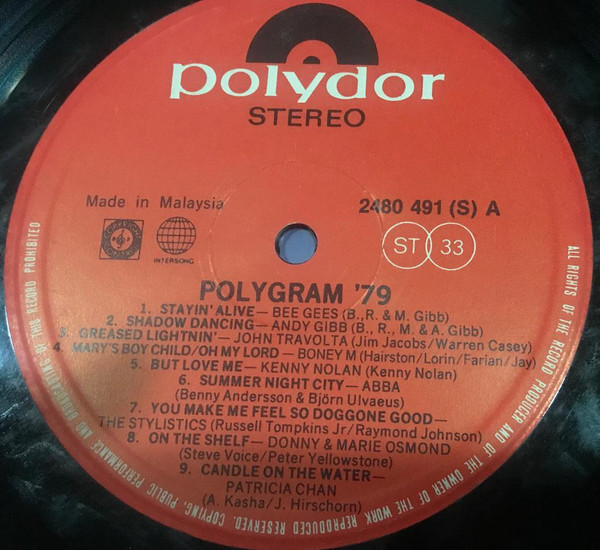 polydor
STEREO
Made in Malaysia
2480 491 (S) A
INTERSONG
ST 33
POLYGRAM '79
1. STAYIN' ALIVE— BEE GEES (B., R. & M. Gibb)
2. SHADOW DANCING— ANDY GIBB (B., R., M. & A. Gibb)
3. GREASED LIGHTNIN'— JOHN TRAVOLTA (Jim Jacobs/Warren Casey)
4. MARY'S BOY CHILD/OH MY LORD — BONEY M (Hairston/Lorin/Farian/Jay)
5. BUT LOVE ME— KENNY NOLAN (Kenny Nolan)
6. SUMMER NIGHT CITY— ABBA
(Benny Andersson & Björn Ulvaeus)
7. YOU MAKE ME FEEL SO DOGGONE GOOD—
THE STYLISTICS (Russell Tompkins Jr/Raymond Johnson)
8. ON THE SHELF— DONNY & MARIE OSMOND
(Steve Voice/Peter Yellowstone)
9. CANDLE ON THE WATER—
PATRICIA CHAN
(A. Kasha/J. Hirschorn)
ALL RIGHTS OF THE RECORD PRODUCER AND OF THE OWNER OF THE WORK REPRODUCED RESERVED. COPYING, PUBLIC PERFORMANCE AND BROADCASTING OF THIS RECORD PROHIBITED